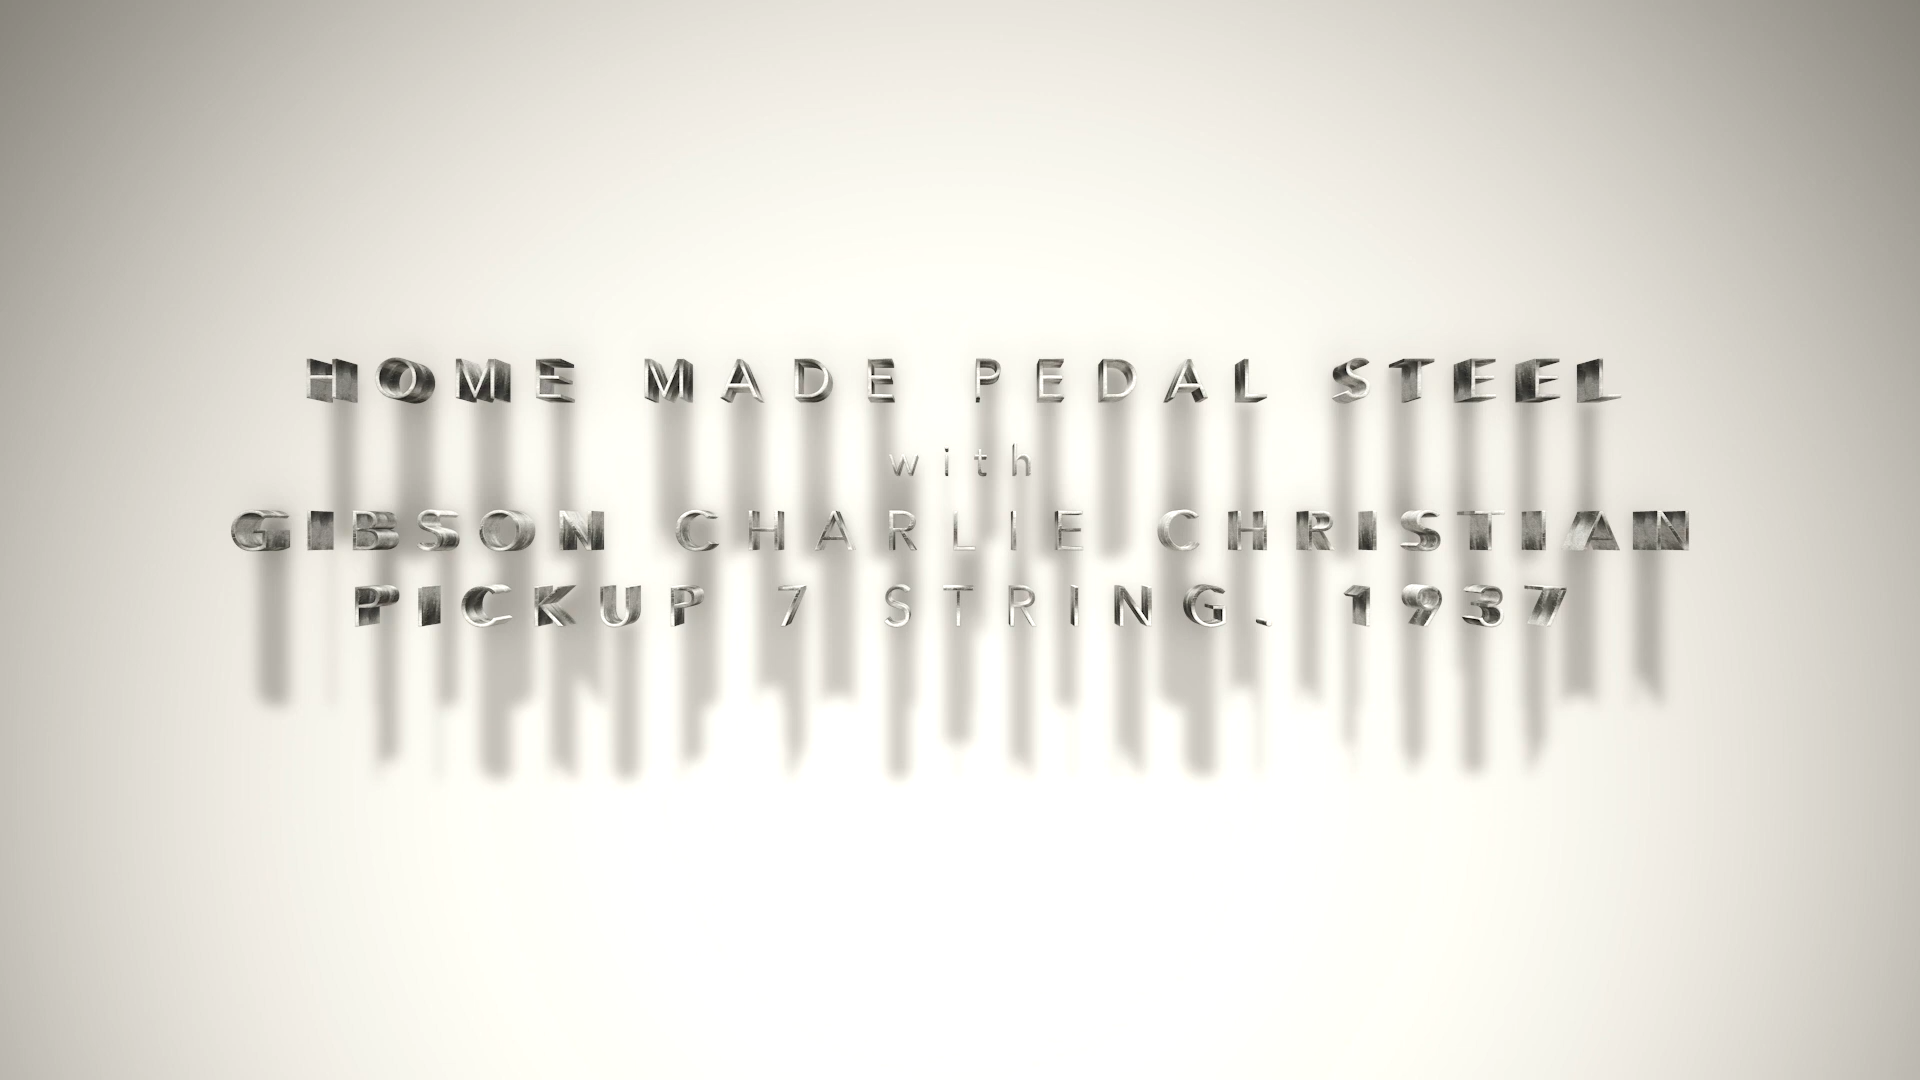 HOME MADE PEDAL STEEL
with
GIBSON CHARLIE CHRISTIAN
PICKUP 7 STRING. 1937